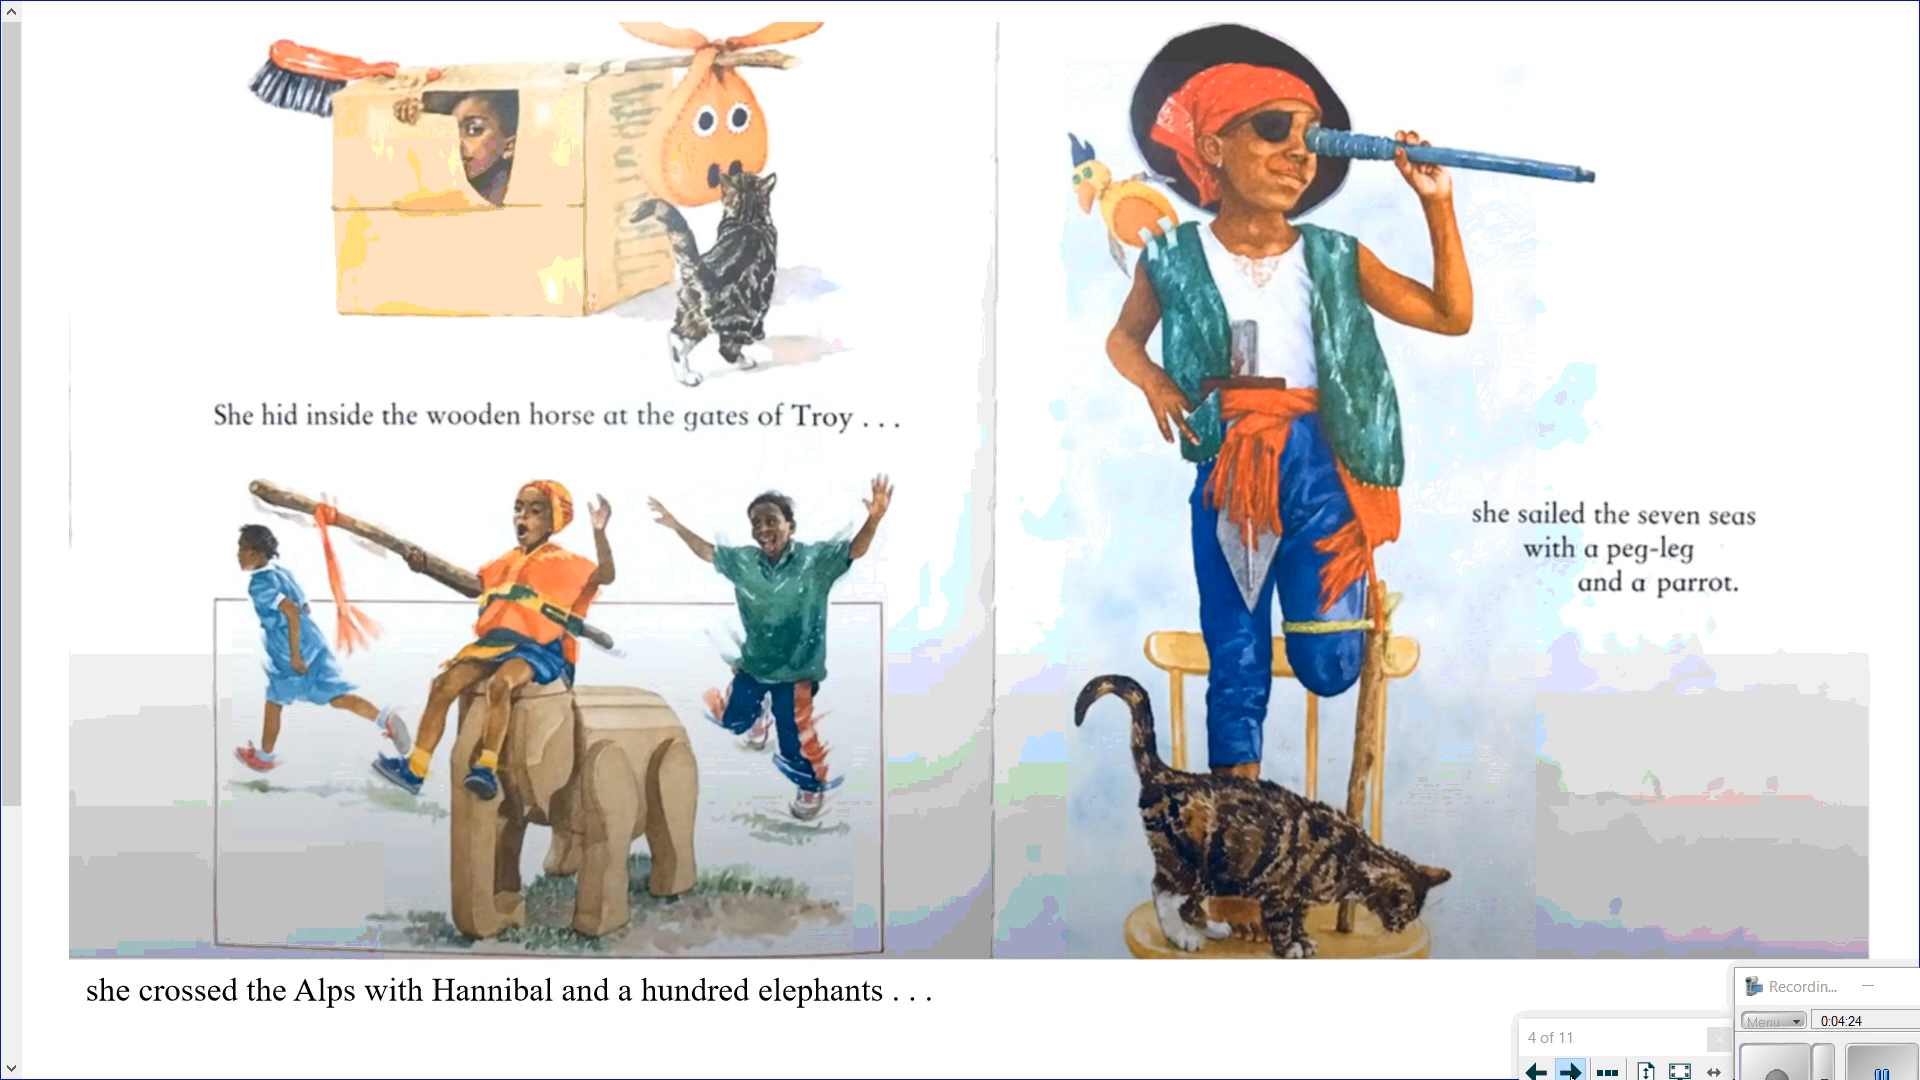 She hid inside the wooden horse at the gates of Troy . . .
she sailed the seven seas
with a peg-leg
and a parrot.
she crossed the Alps with Hannibal and a hundred elephants . . .
Recordin...
Menu
0:04:24
4 of 11